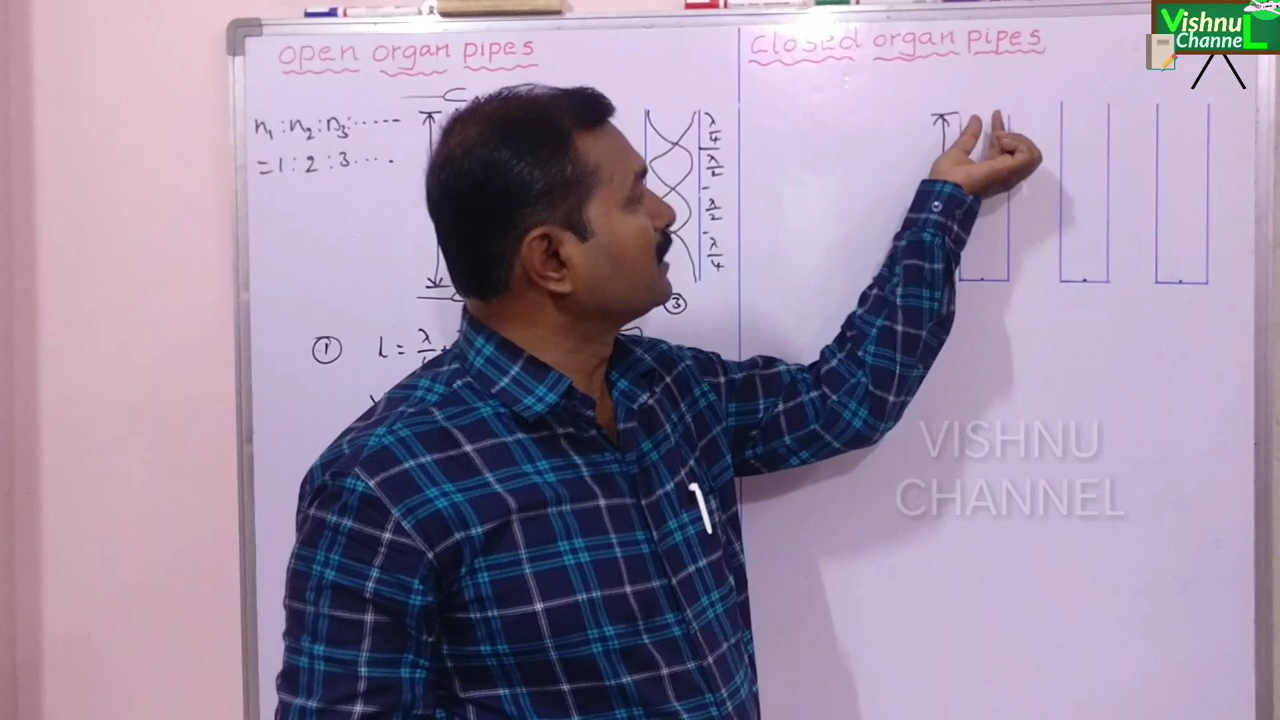 open organ pipes
n₁ : n₂ : n₃ : .....
= 1 : 2 : 3 ....
λ/4
λ/2
λ/2
λ/4
③
① l = λ/
closed organ pipes
Vishnu
ChanneL
VISHNU
CHANNEL